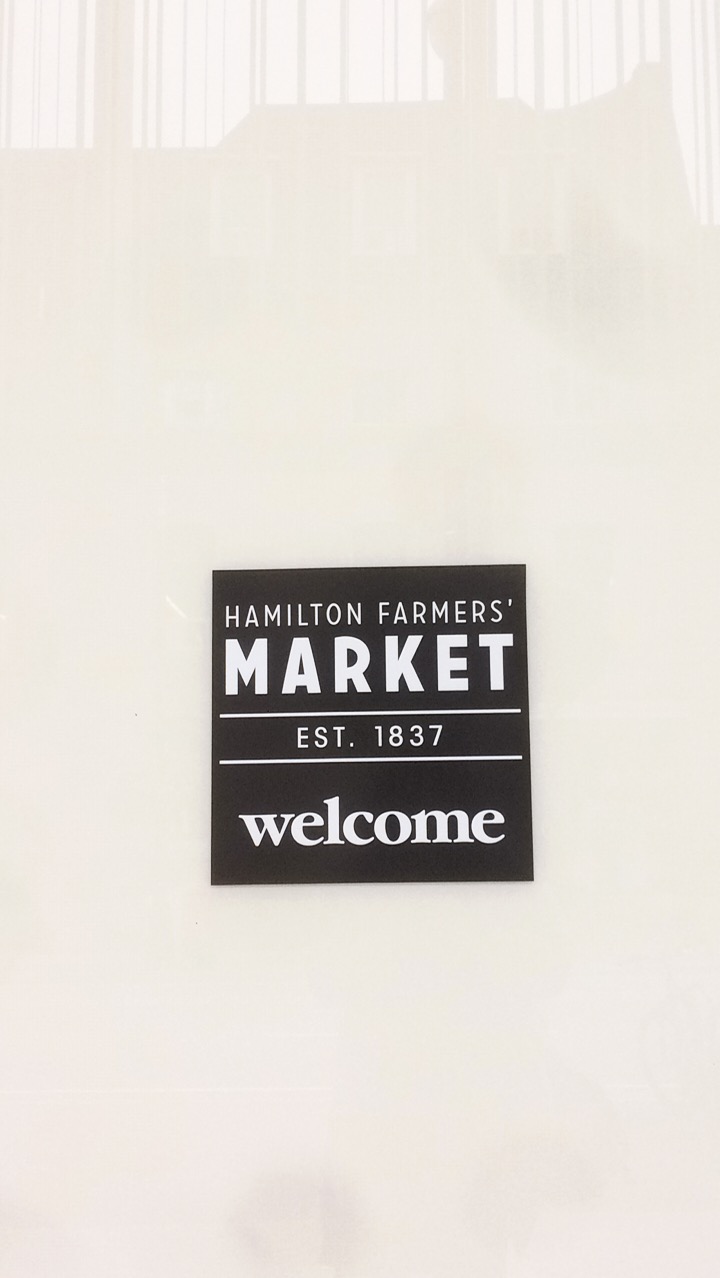 HAMILTON FARMERS'
MARKET
EST. 1837
welcome